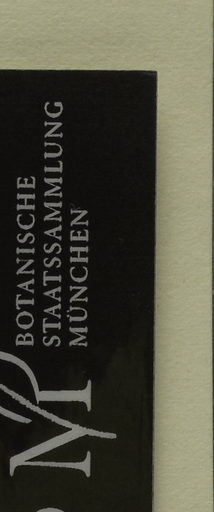 BOTANISCHE
STAATSSAMMLUNG
MÜNCHEN
M